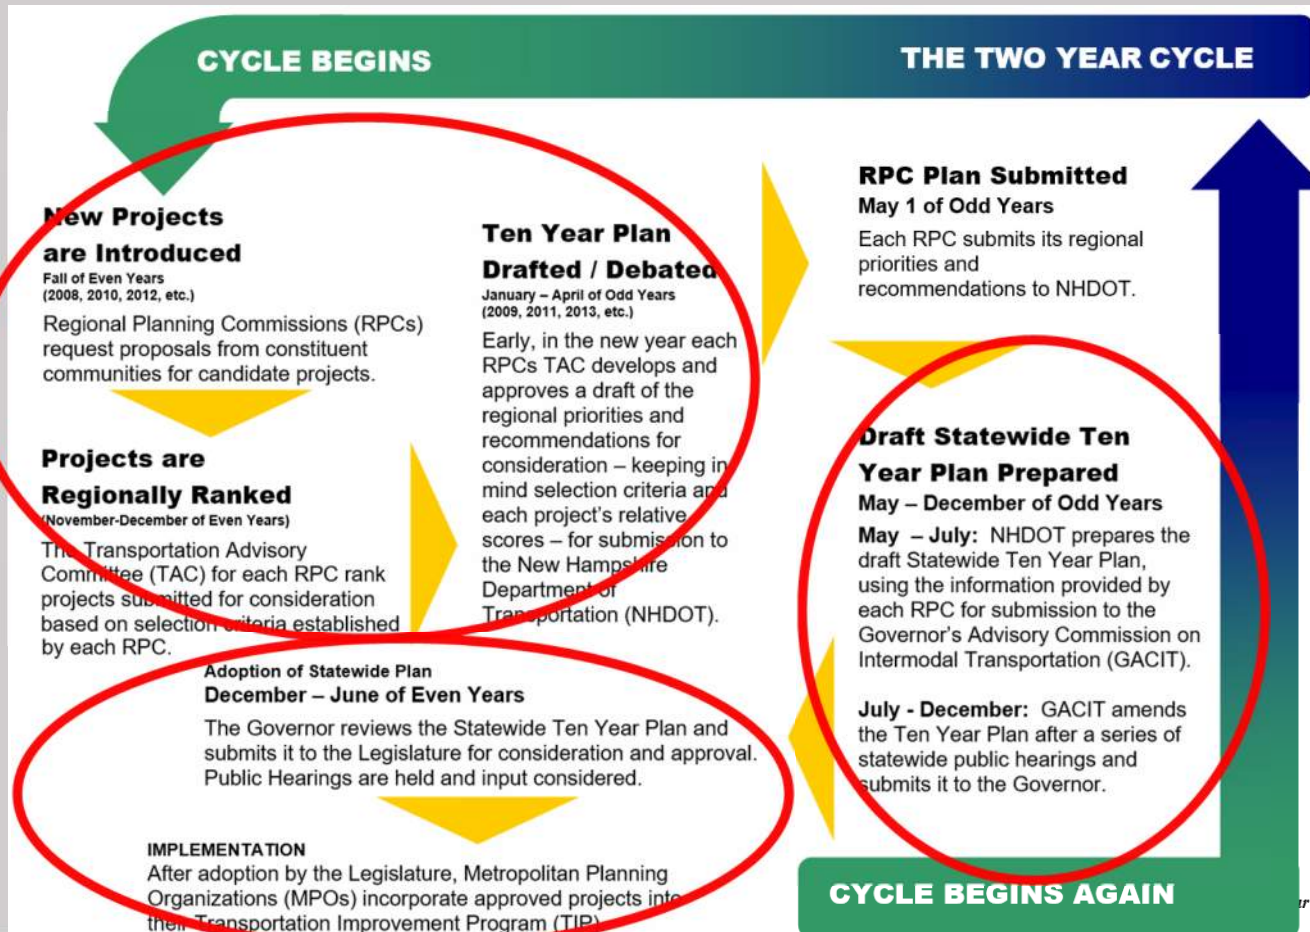 CYCLE BEGINS
THE TWO YEAR CYCLE
New Projects
are Introduced
Fall of Even Years
(2008, 2010, 2012, etc.)
Regional Planning Commissions (RPCs)
request proposals from constituent
communities for candidate projects.
Projects are
Regionally Ranked
(November-December of Even Years)
The Transportation Advisory
Committee (TAC) for each RPC rank
projects submitted for consideration
based on selection criteria established
by each RPC.
Ten Year Plan
Drafted / Debated
January – April of Odd Years
(2009, 2011, 2013, etc.)
Early, in the new year each
RPCs TAC develops and
approves a draft of the
regional priorities and
recommendations for
consideration – keeping in
mind selection criteria and
each project's relative
scores – for submission to
the New Hampshire
Department of
Transportation (NHDOT).
RPC Plan Submitted
May 1 of Odd Years
Each RPC submits its regional
priorities and
recommendations to NHDOT.
Draft Statewide Ten
Year Plan Prepared
May – December of Odd Years
May – July: NHDOT prepares the
draft Statewide Ten Year Plan,
using the information provided by
each RPC for submission to the
Governor's Advisory Commission on
Intermodal Transportation (GACIT).
July - December: GACIT amends
the Ten Year Plan after a series of
statewide public hearings and
submits it to the Governor.
Adoption of Statewide Plan
December – June of Even Years
The Governor reviews the Statewide Ten Year Plan and
submits it to the Legislature for consideration and approval.
Public Hearings are held and input considered.
IMPLEMENTATION
After adoption by the Legislature, Metropolitan Planning
Organizations (MPOs) incorporate approved projects into
their Transportation Improvement Program (TIP)
CYCLE BEGINS AGAIN